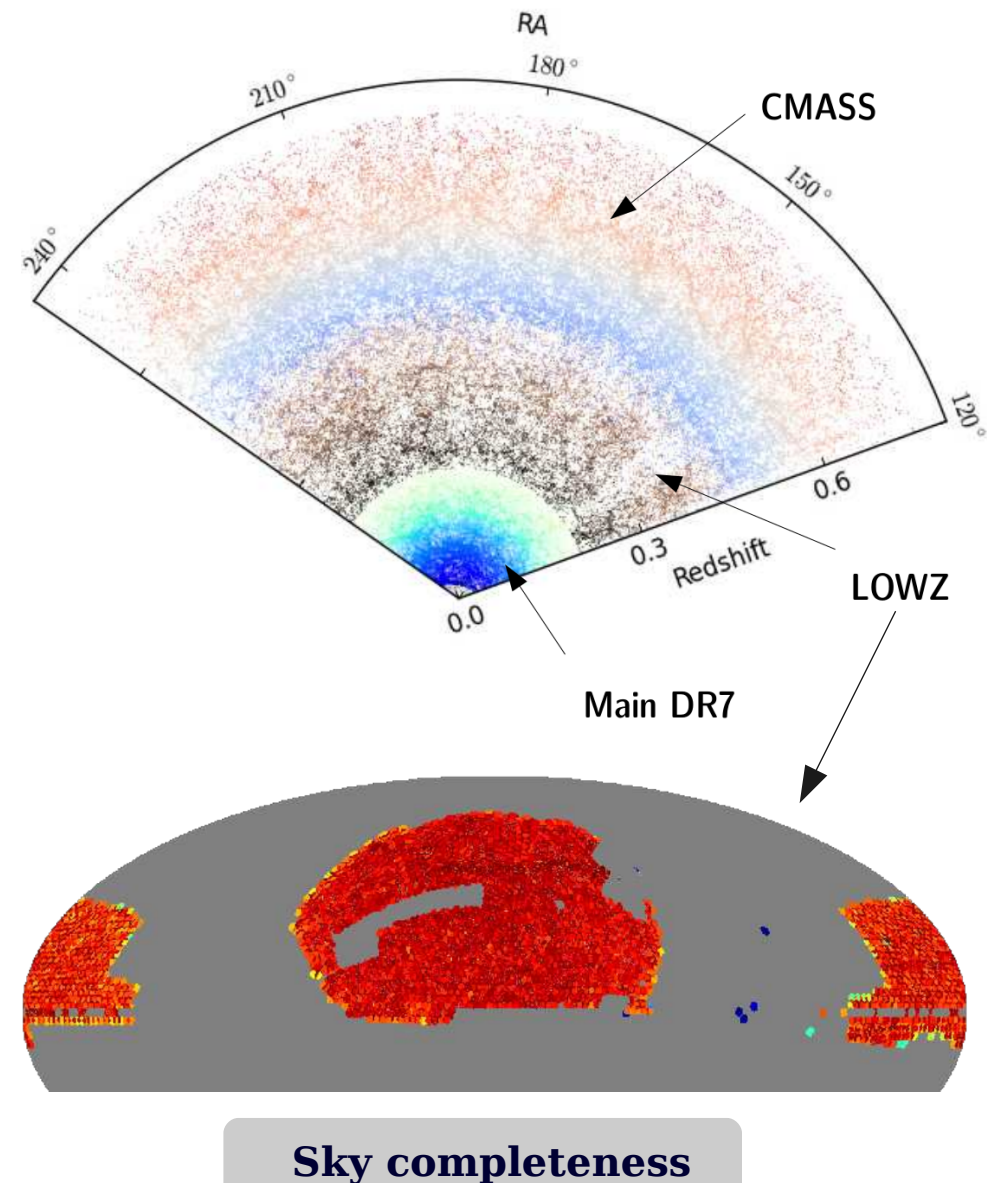 RA
180°
210°
CMASS
150°
240°
120°
0.6
0.3
Redshift
LOWZ
0.0
Main DR7
Sky completeness